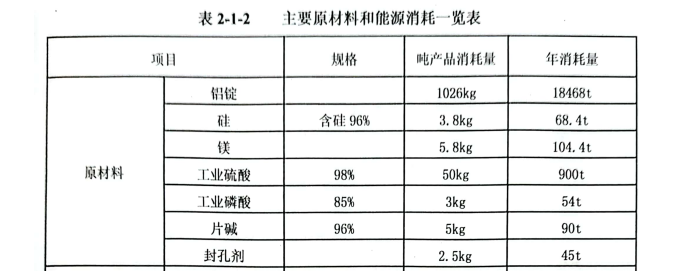 表 2-1-2 主要原材料和能源消耗一览表
项目 规格 吨产品消耗量 年消耗量
原材料
铝锭 1026kg 18468t
硅 含硅 96% 3.8kg 68.4t
镁 5.8kg 104.4t
工业硫酸 98% 50kg 900t
工业磷酸 85% 3kg 54t
片碱 96% 5kg 90t
封孔剂 2.5kg 45t